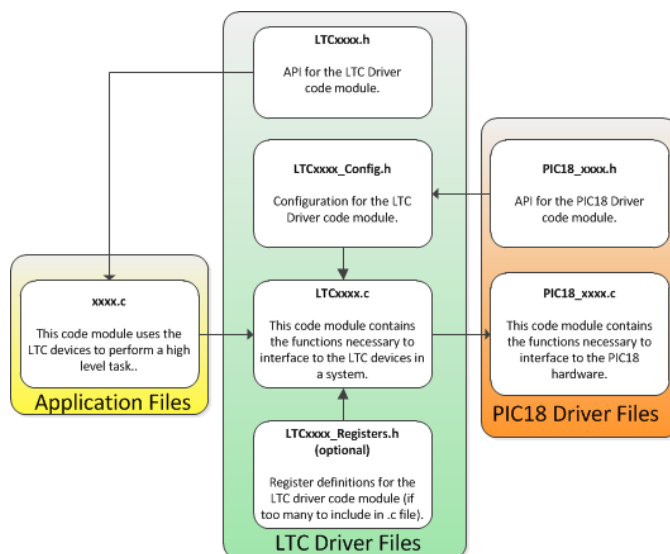 LTCxxxx.h
API for the LTC Driver
code module.
LTCxxxx_Config.h
Configuration for the LTC
Driver code module.
PIC18_xxxx.h
API for the PIC18 Driver
code module.
xxxx.c
This code module uses the
LTC devices to perform a high
level task..
Application Files
LTCxxxx.c
This code module contains
the functions necessary to
interface to the LTC devices in
a system.
PIC18_xxxx.c
This code module contains
the functions necessary to
interface to the PIC18
hardware.
PIC18 Driver Files
LTCxxxx_Registers.h
(optional)
Register definitions for the
LTC driver code module (if
too many to include in .c file).
LTC Driver Files